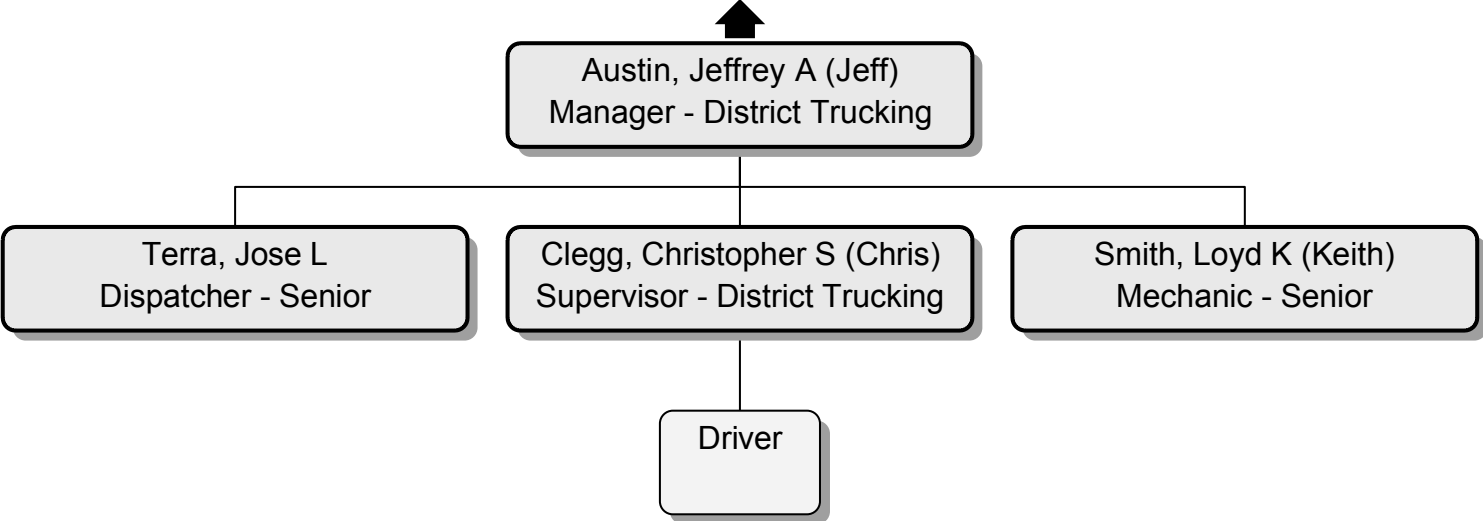 Austin, Jeffrey A (Jeff)
Manager - District Trucking
Terra, Jose L
Dispatcher - Senior
Clegg, Christopher S (Chris)
Supervisor - District Trucking
Smith, Loyd K (Keith)
Mechanic - Senior
Driver